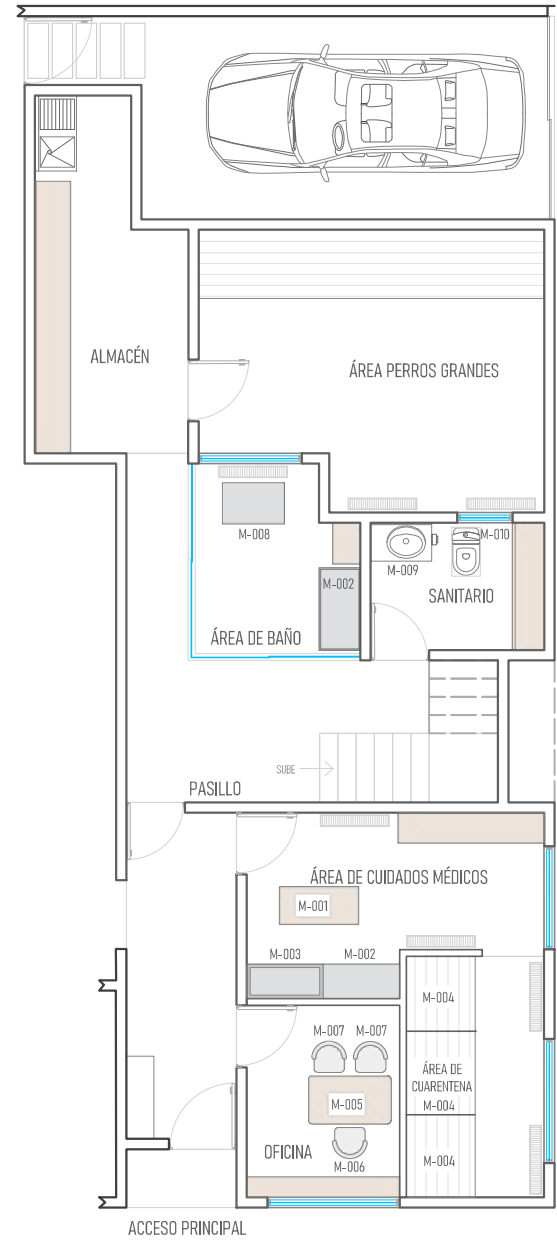 ALMACÉN
ÁREA PERROS GRANDES
M-008
M-010
M-009
M-002
SANITARIO
ÁREA DE BAÑO
SUBE
PASILLO
ÁREA DE CUIDADOS MÉDICOS
M-001
M-003
M-002
M-004
M-007
M-007
ÁREA DE
CUARENTENA
M-004
M-005
OFICINA
M-006
M-004
ACCESO PRINCIPAL